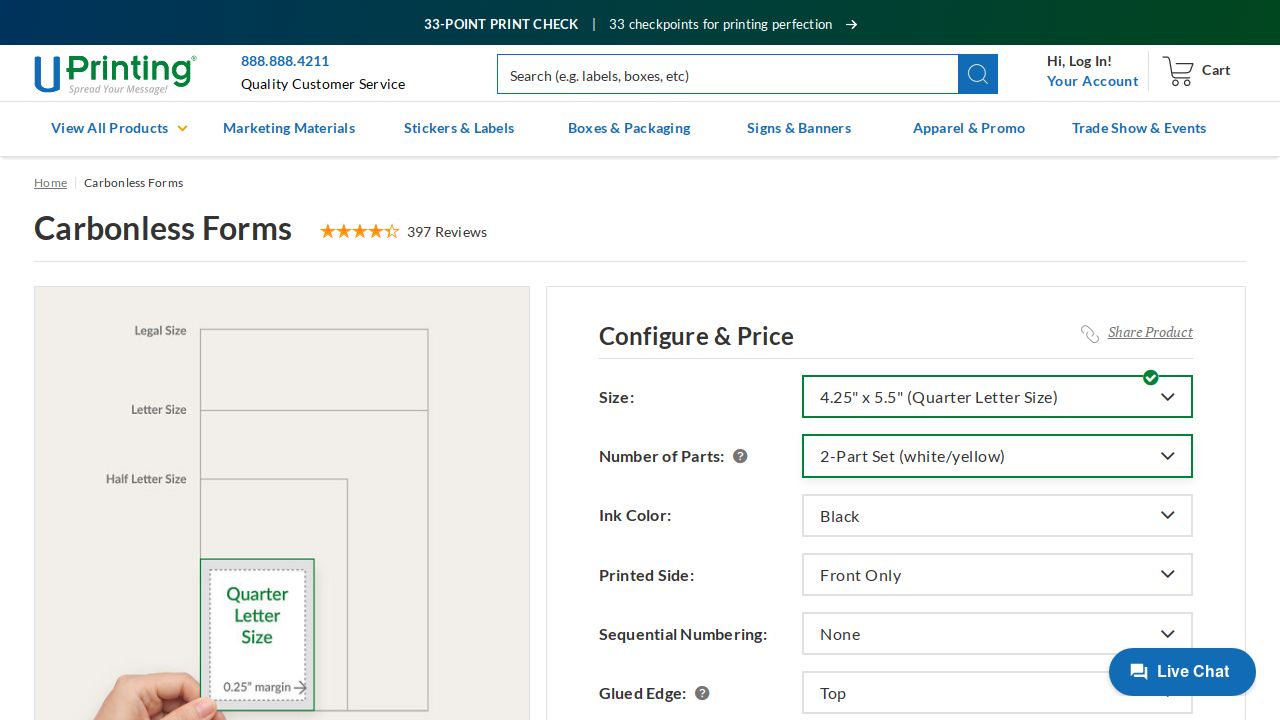 33-POINT PRINT CHECK | 33 checkpoints for printing perfection →
UPrinting®
Spread Your Message!
888.888.4211
Quality Customer Service
Search (e.g. labels, boxes, etc)
Hi, Log In!
Your Account
Cart
View All Products
Marketing Materials
Stickers & Labels
Boxes & Packaging
Signs & Banners
Apparel & Promo
Trade Show & Events
Home
Carbonless Forms
Carbonless Forms
397 Reviews
Legal Size
Letter Size
Half Letter Size
Quarter
Letter
Size
0.25" margin
Configure & Price
Share Product
Size:
4.25" x 5.5" (Quarter Letter Size)
Number of Parts: ?
2-Part Set (white/yellow)
Ink Color:
Black
Printed Side:
Front Only
Sequential Numbering:
None
Glued Edge: ?
Top
Live Chat